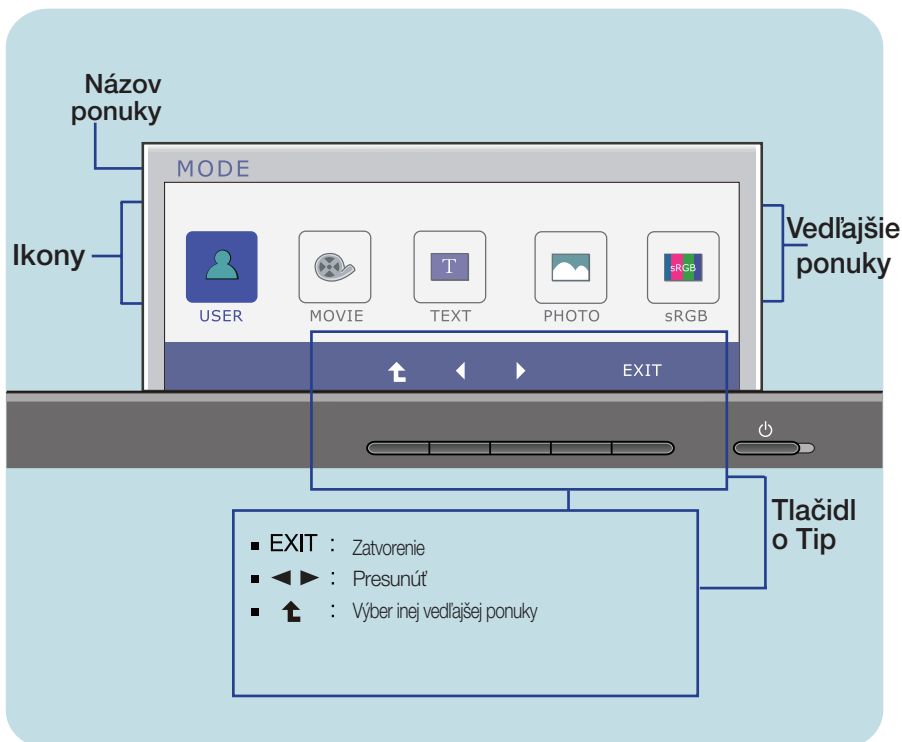 Názov
ponuky
MODE
Ikony
Vedľajšie
ponuky
USER MOVIE TEXT PHOTO sRGB
T
sRGB
EXIT
Tlačidl
o Tip
EXIT : Zatvorenie
: Presunúť
: Výber inej vedľajšej ponuky